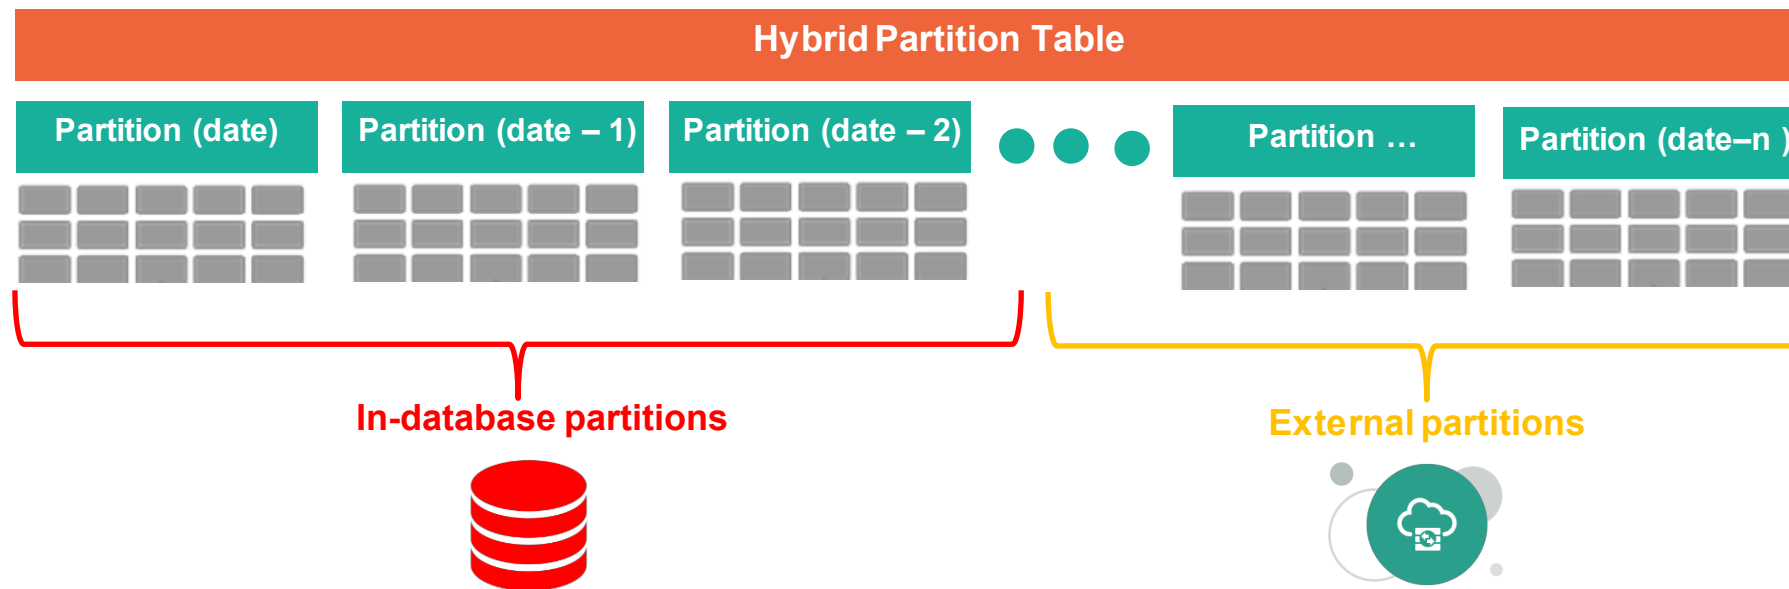 Hybrid Partition Table
Partition (date)
Partition (date – 1)
Partition (date – 2)
Partition …
Partition (date–n )
In-database partitions
External partitions